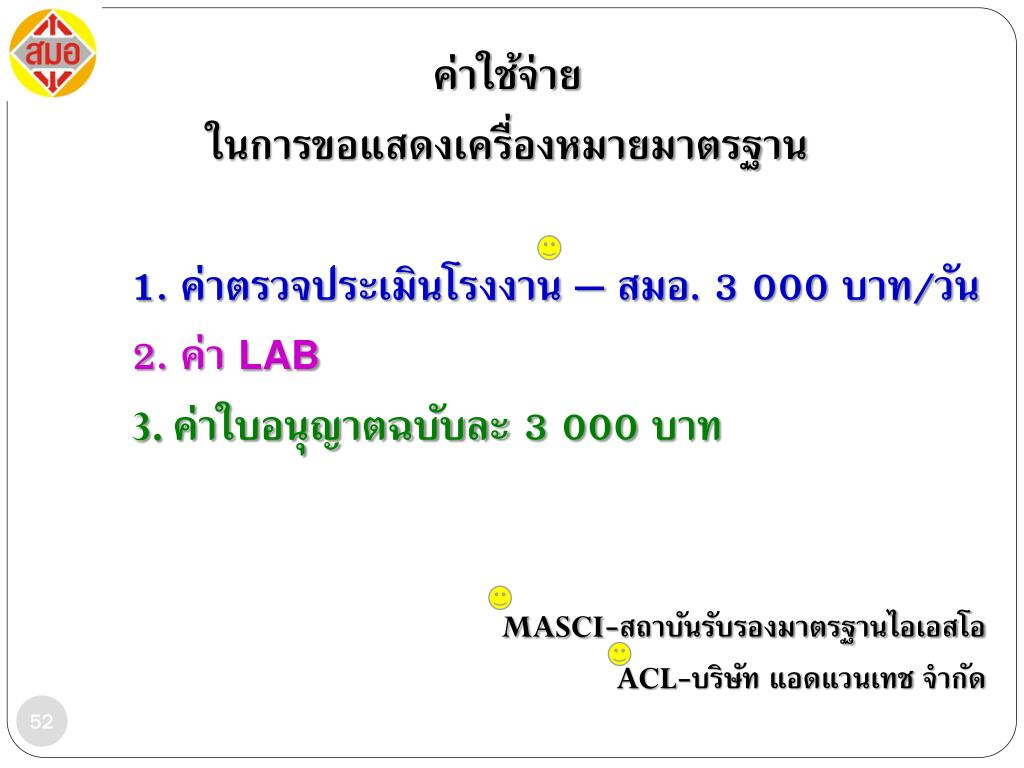 สมอ
ค่าใช้จ่าย
ในการขอแสดงเครื่องหมายมาตรฐาน
1. ค่าตรวจประเมินโรงงาน – สมอ. 3 000 บาท/วัน
2. ค่า LAB
3. ค่าใบอนุญาตฉบับละ 3 000 บาท
MASCI-สถาบันรับรองมาตรฐานไอเอสโอ
ACL-บริษัท แอดแวนเทช จำกัด
52